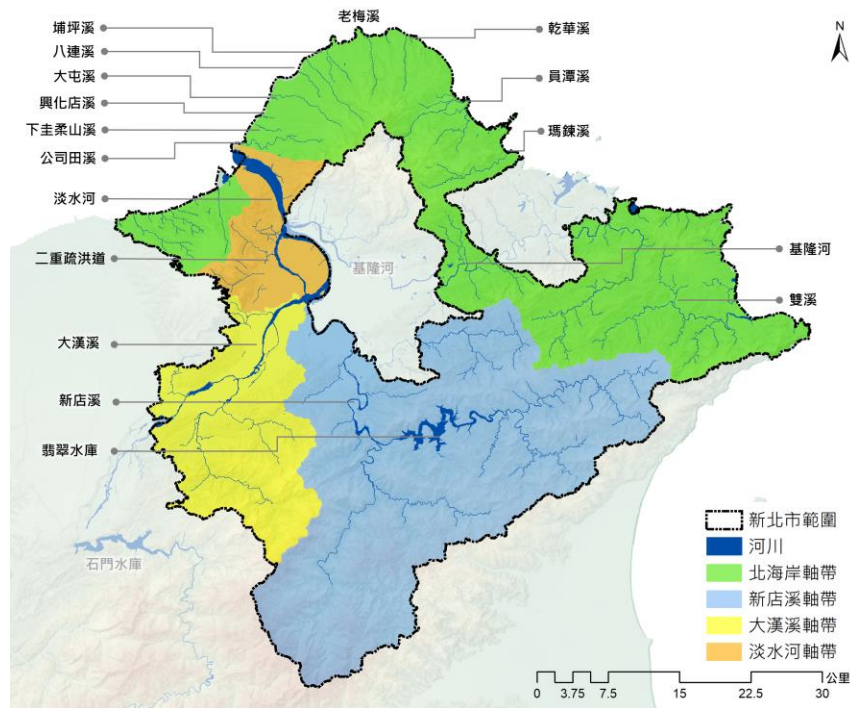 老梅溪
埔坪溪
八連溪
大屯溪
興化店溪
下圭柔山溪
公司田溪
淡水河
二重疏洪道
大漢溪
新店溪
翡翠水庫
乾華溪
員潭溪
瑪鋉溪
基隆河
雙溪
基隆河
石門水庫
N
新北市範圍
河川
北海岸軸帶
新店溪軸帶
大漢溪軸帶
淡水河軸帶
公里
0 3.75 7.5 15 22.5 30